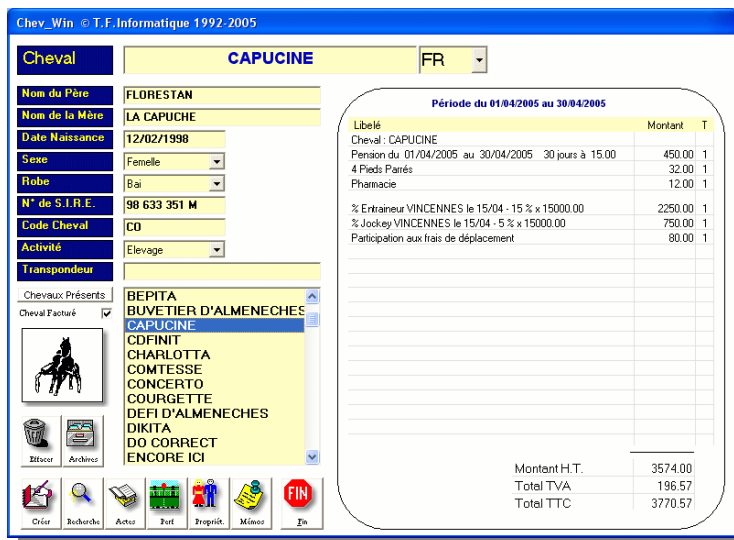 Chev_Win © T.F.Informatique 1992-2005
Cheval CAPUCINE FR
Nom du Père FLORESTAN
Nom de la Mère LA CAPUCHE
Date Naissance 12/02/1998
Sexe Femelle
Robe Bai
N° de S.I.R.E. 98 633 351 M
Code Cheval CO
Activité Elevage
Transpondeur
Chevaux Présents
Cheval Facturé
BEPITA
BUVETIER D'ALMENECHES
CAPUCINE
CDFINIT
CHARLOTTA
COMTESSE
CONCERTO
COURGETTE
DEFI D'ALMENECHES
DIKITA
DO CORRECT
ENCORE ICI
Effacer Archives
Créer Recherche Actes Port Propriét. Mémos Fin
FIN
Période du 01/04/2005 au 30/04/2005
Libelé Montant T
Cheval : CAPUCINE
Pension du 01/04/2005 au 30/04/2005 30 jours à 15.00 450.00 1
4 Pieds Parrés 32.00 1
Pharmacie 12.00 1
% Entraineur VINCENNES le 15/04 - 15 % x 15000.00 2250.00 1
% Jockey VINCENNES le 15/04 - 5 % x 15000.00 750.00 1
Participation aux frais de déplacement 80.00 1
Montant H.T. 3574.00
Total TVA 196.57
Total TTC 3770.57